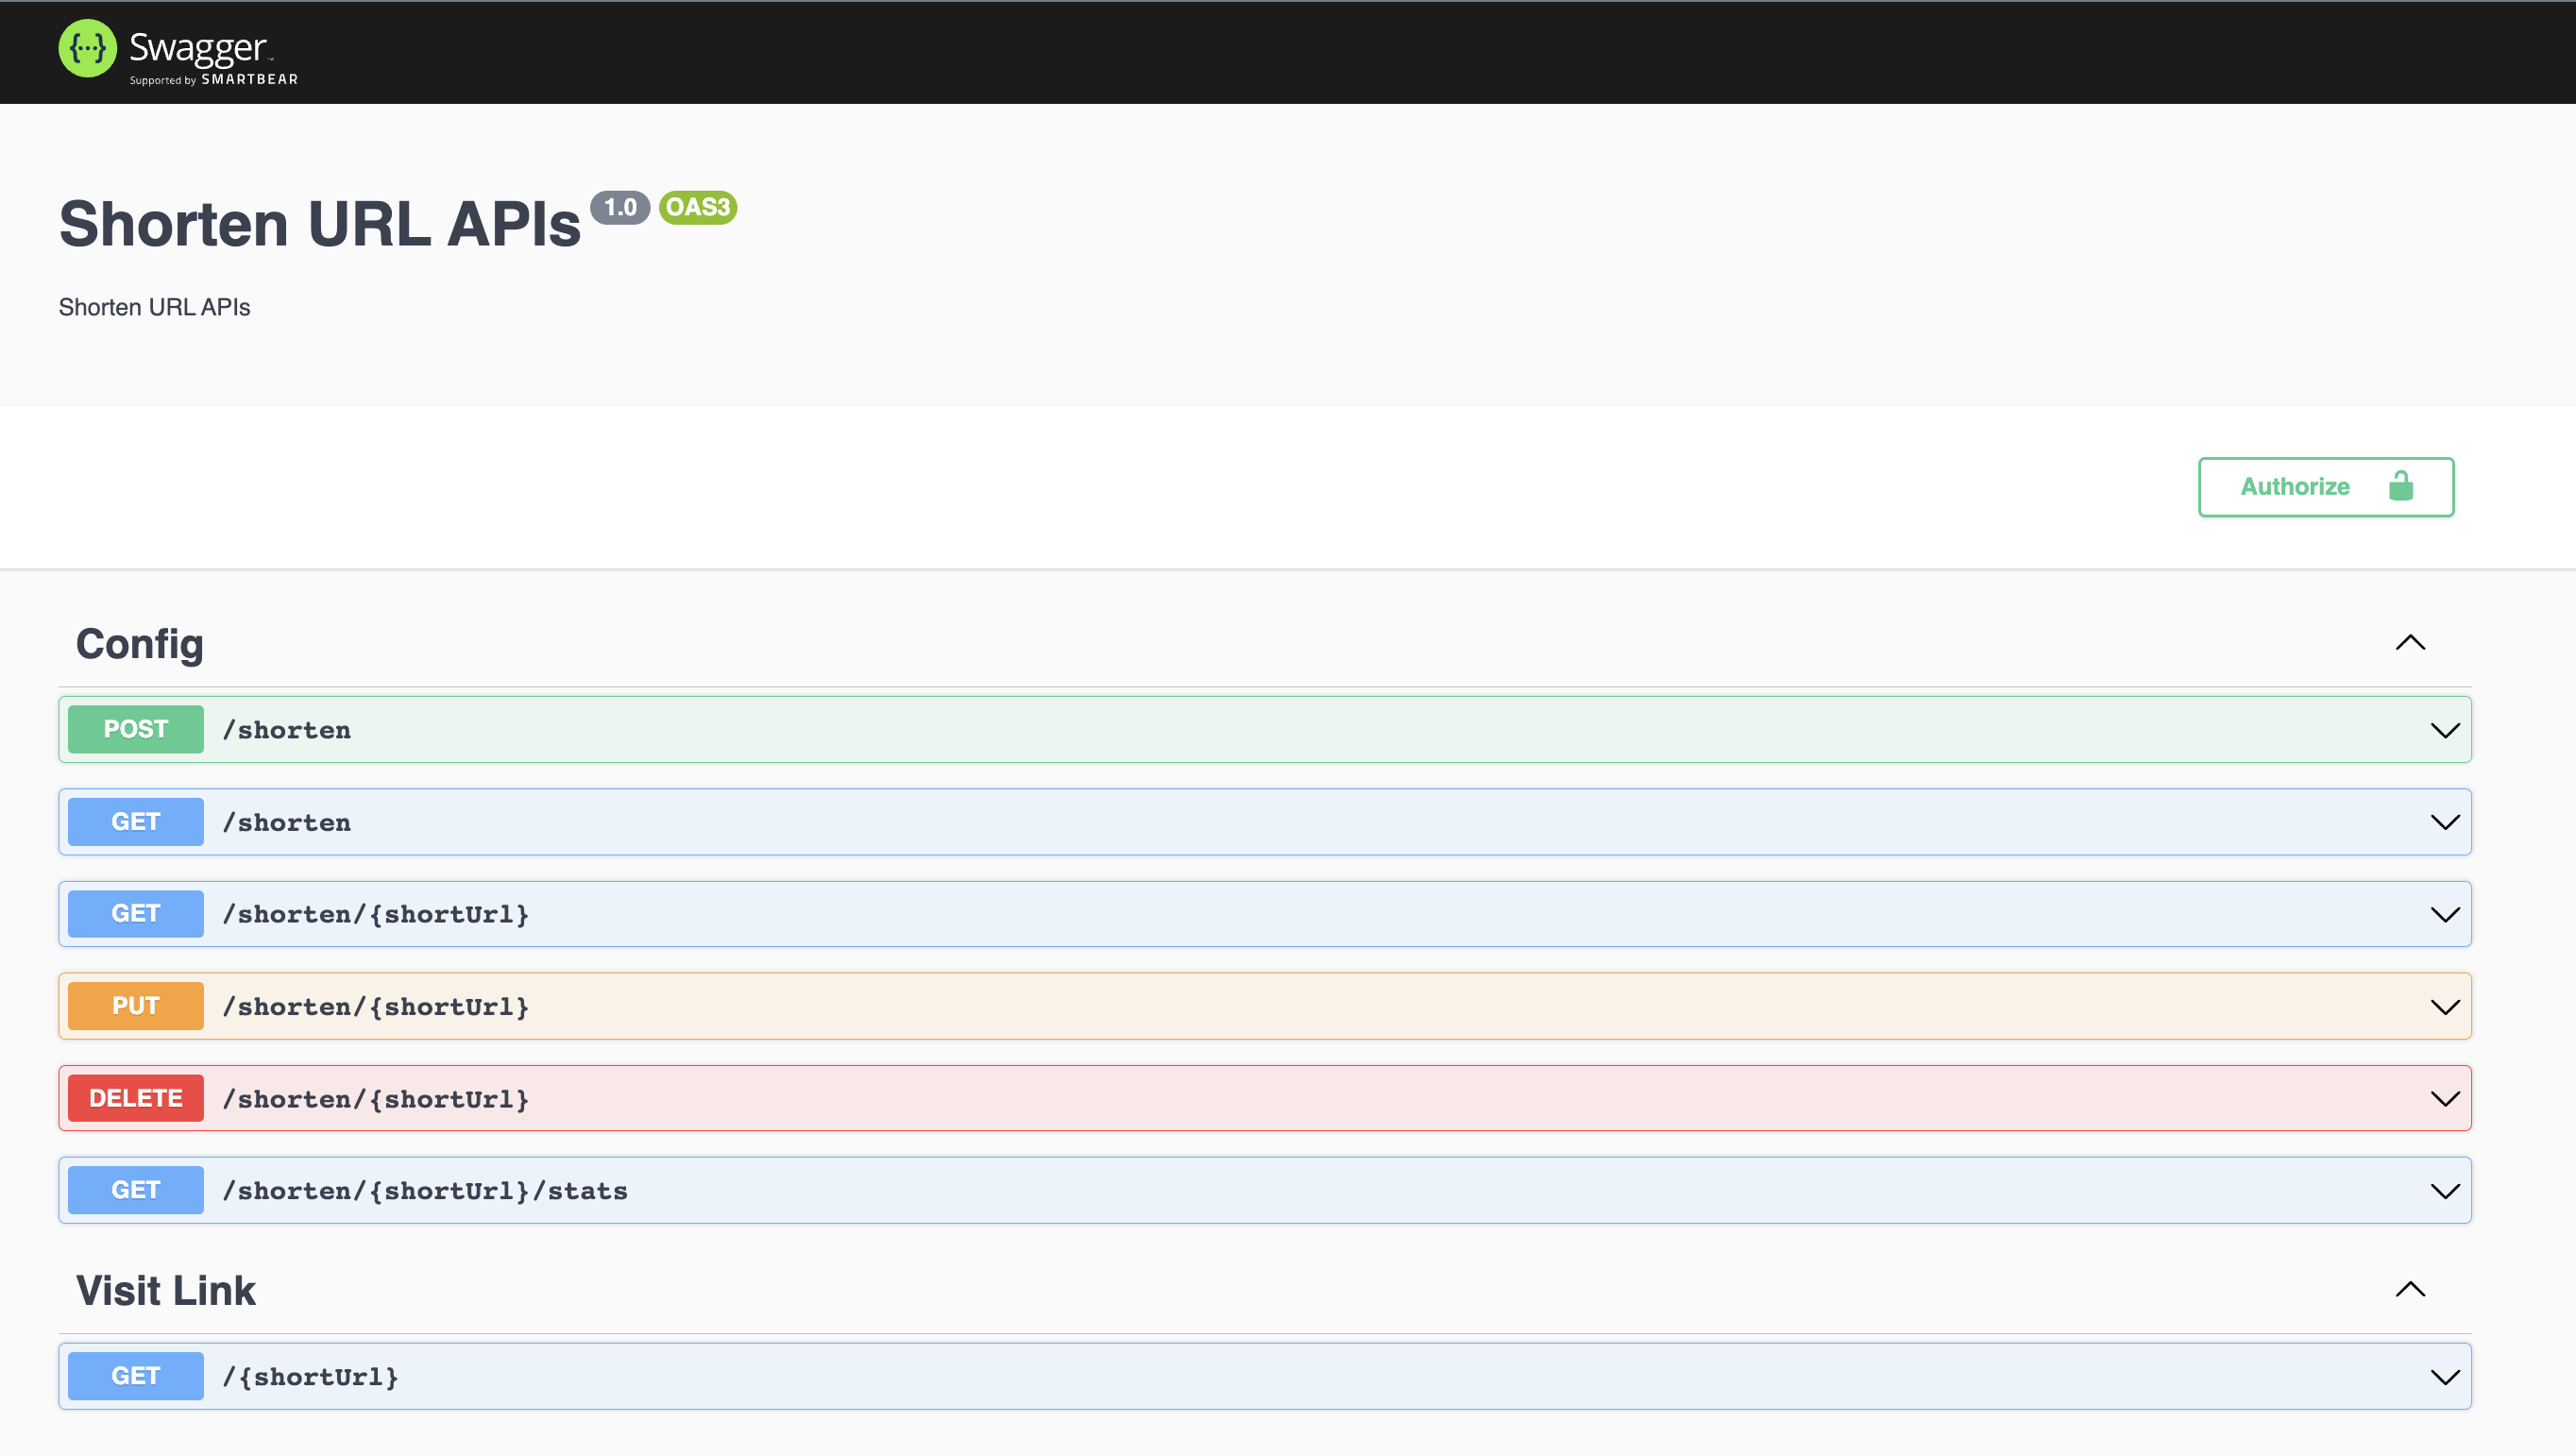 {···} Swagger™
Supported by SMARTBEAR
Shorten URL APIs 1.0 OAS3
Shorten URL APIs
Authorize
Config
POST /shorten
GET /shorten
GET /shorten/{shortUrl}
PUT /shorten/{shortUrl}
DELETE /shorten/{shortUrl}
GET /shorten/{shortUrl}/stats
Visit Link
GET /{shortUrl}